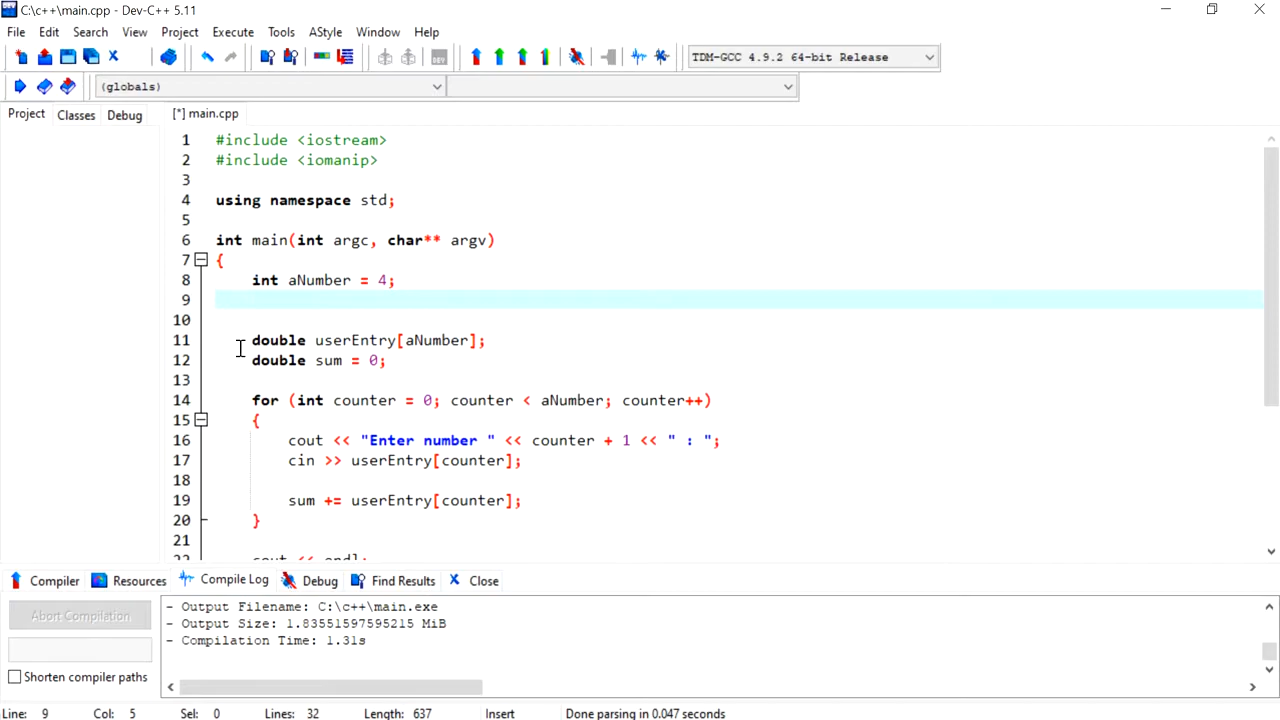 C:\c++\main.cpp - Dev-C++ 5.11
File Edit Search View Project Execute Tools AStyle Window Help
TDM-GCC 4.9.2 64-bit Release
(globals)
Project Classes Debug [*] main.cpp
1 #include <iostream>
2 #include <iomanip>
3
4 using namespace std;
5
6 int main(int argc, char** argv)
7 {
8 int aNumber = 4;
9
10
11 double userEntry[aNumber];
12 double sum = 0;
13
14 for (int counter = 0; counter < aNumber; counter++)
15 {
16 cout << "Enter number " << counter + 1 << " : ";
17 cin >> userEntry[counter];
18
19 sum += userEntry[counter];
20 }
21
22 cout << endl;
Compiler Resources Compile Log Debug Find Results Close
Abort Compilation
Shorten compiler paths
- Output Filename: C:\c++\main.exe
- Output Size: 1.83551597595215 MiB
- Compilation Time: 1.31s
Line: 9 Col: 5 Sel: 0 Lines: 32 Length: 637 Insert Done parsing in 0.047 seconds